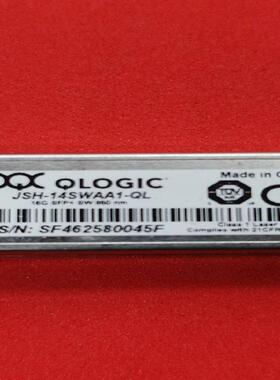 QLOGIC
Made in C
JSH-14SWAA1-QL
16G SFP+ SW 850 nm
TÜV
S/N: SF462580045F
Class 1 Laser
Complies with 21CFR